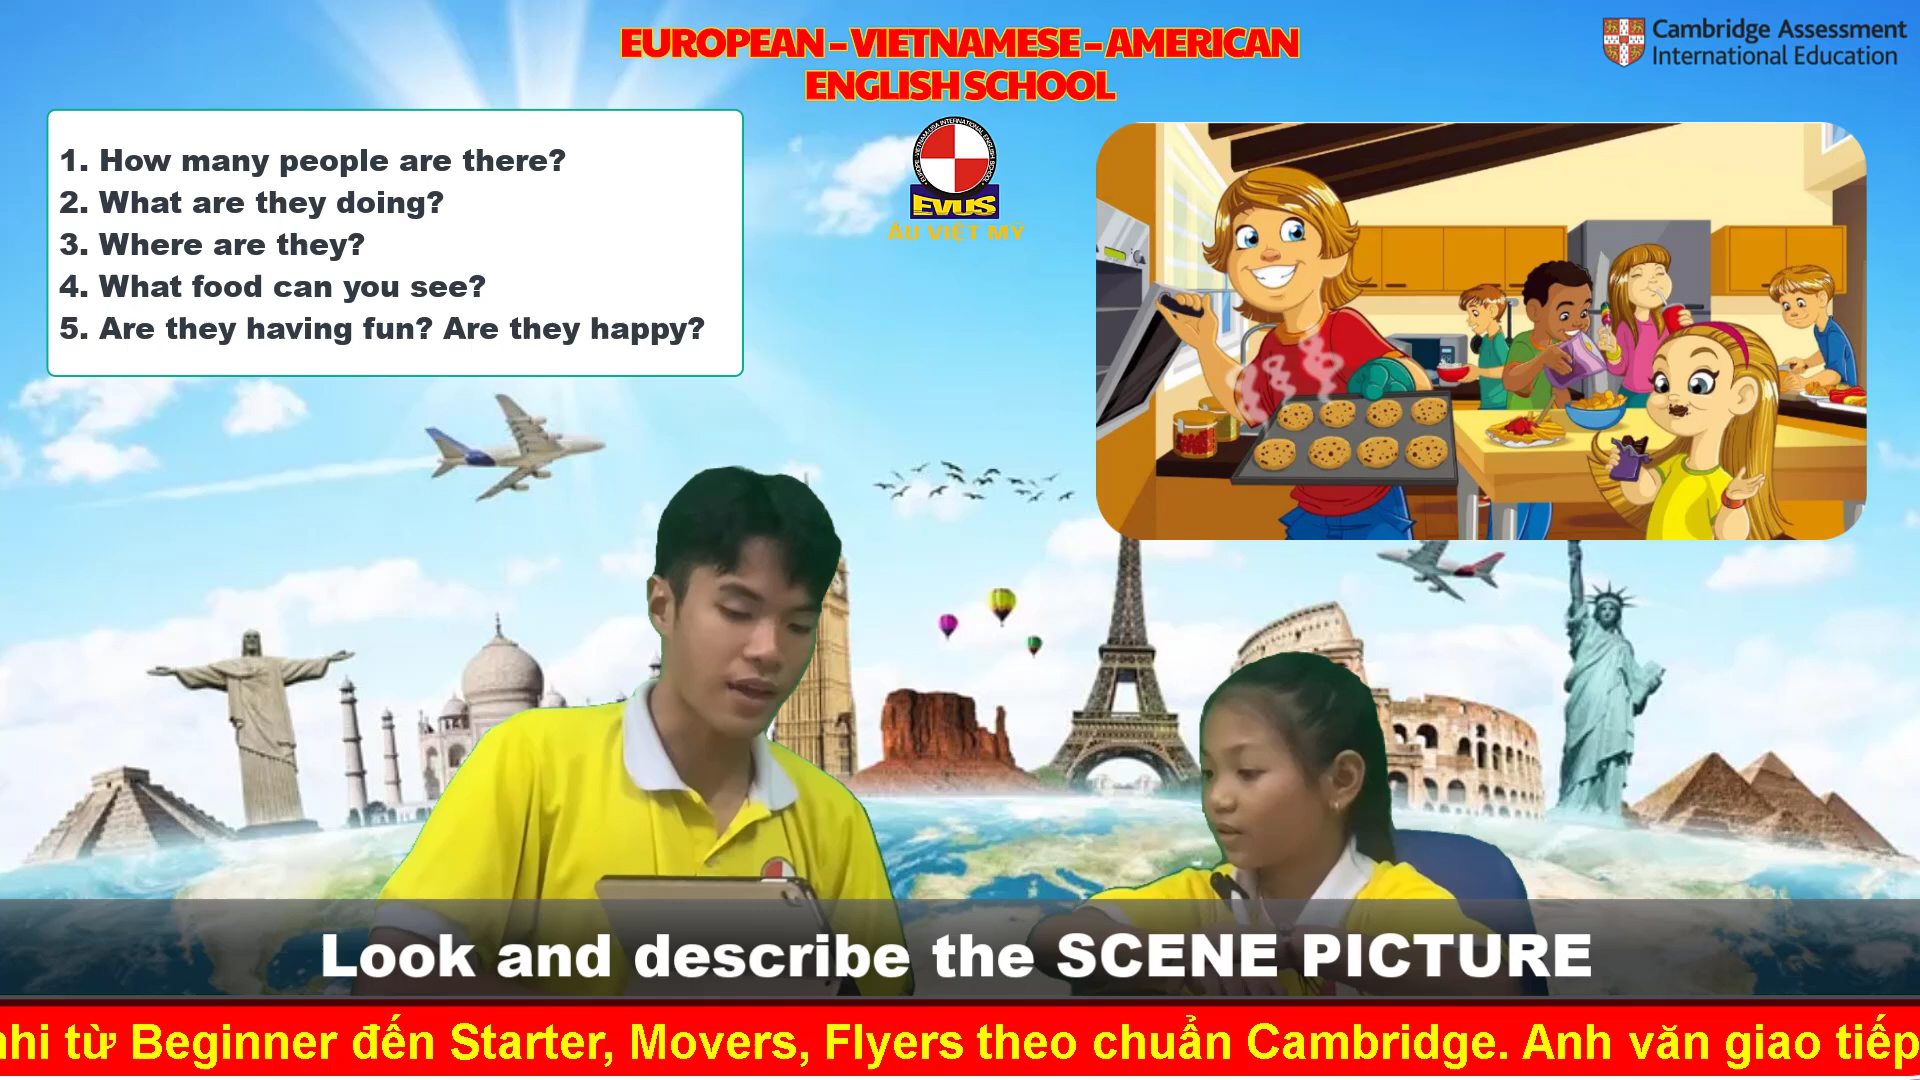 EUROPEAN – VIETNAMESE – AMERICAN
ENGLISH SCHOOL
Cambridge Assessment
International Education
1. How many people are there?
2. What are they doing?
3. Where are they?
4. What food can you see?
5. Are they having fun? Are they happy?
EVUS
ÂU VIỆT MỸ
Look and describe the SCENE PICTURE
nhi từ Beginner đến Starter, Movers, Flyers theo chuẩn Cambridge. Anh văn giao tiếp